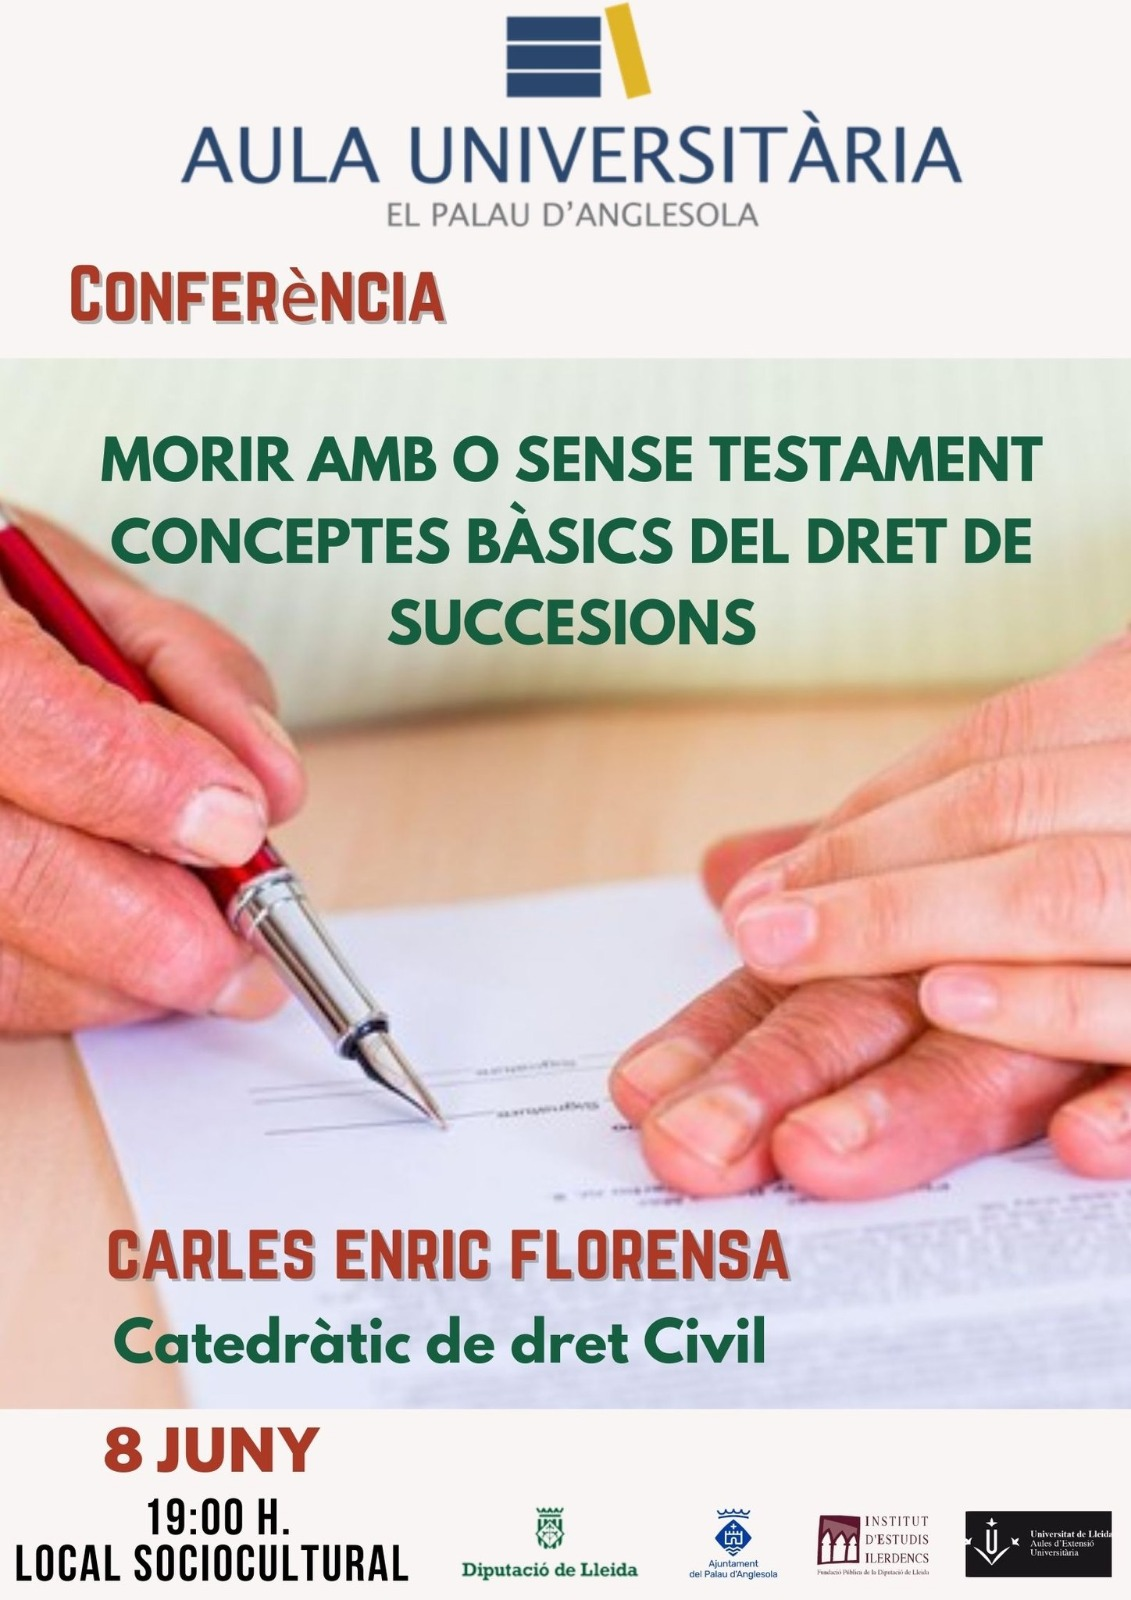 AULA UNIVERSITÀRIA
EL PALAU D'ANGLESOLA
CONFERèNCIA
MORIR AMB O SENSE TESTAMENT
CONCEPTES BÀSICS DEL DRET DE
SUCCESIONS
Signature
Signature
CARLES ENRIC FLORENSA
Catedràtic de dret Civil
8 JUNY
19:00 H.
LOCAL SOCIOCULTURAL
Diputació de Lleida
Ajuntament
del Palau d'Anglesola
INSTITUT
D'ESTUDIS
ILERDENCS
Fundació Pública de la Diputació de Lleida
Universitat de Lleida
Aules d'Extensió
Universitària